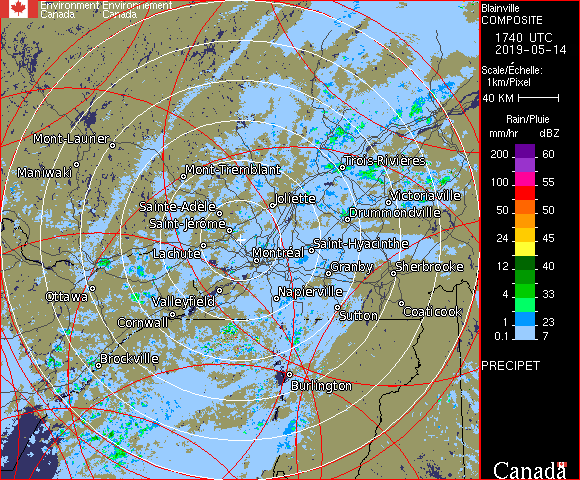 Environment Environnement
Canada Canada
Blainville
COMPOSITE
1740 UTC
2019-05-14
Scale/Échelle:
1km/Pixel
40 KM
Rain/Pluie
mm/hr dBZ
200 60
100 55
50 50
24 45
12 40
4 33
1 23
0.1 7
PRECIPET
Canada
Mont-Laurier
Maniwaki
Mont-Tremblant
Trois-Rivières
Sainte-Adele
Joliette
Victoriaville
Drummondville
Saint-Jérôme
Lachute
Montréal
Saint-Hyacinthe
Granby
Sherbrooke
Ottawa
Valleyfield
Napierville
Cornwall
Sutton
Coaticook
Brockville
Burlington